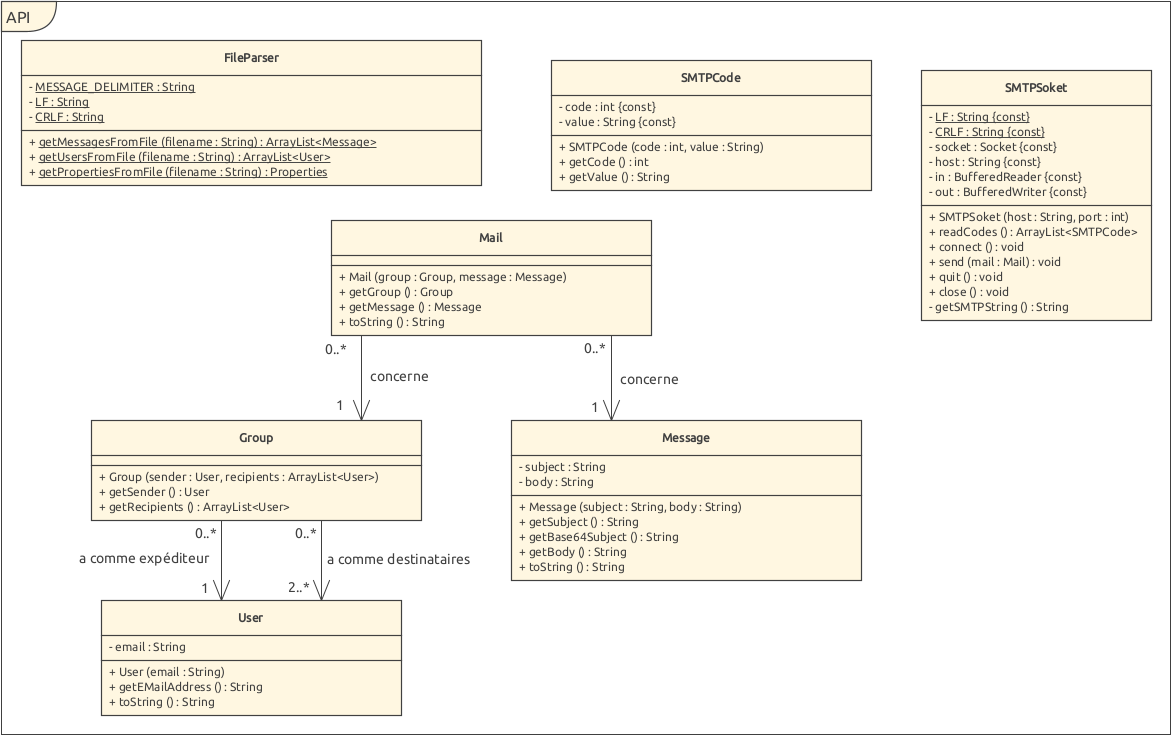 API
FileParser
- MESSAGE_DELIMITER : String
- LF : String
- CRLF : String
+ getMessagesFromFile (filename : String) : ArrayList<Message>
+ getUsersFromFile (filename : String) : ArrayList<User>
+ getPropertiesFromFile (filename : String) : Properties
SMTPCode
- code : int {const}
- value : String {const}
+ SMTPCode (code : int, value : String)
+ getCode () : int
+ getValue () : String
SMTPSoket
- LF : String {const}
- CRLF : String {const}
- socket : Socket {const}
- host : String {const}
- in : BufferedReader {const}
- out : BufferedWriter {const}
+ SMTPSoket (host : String, port : int)
+ readCodes () : ArrayList<SMTPCode>
+ connect () : void
+ send (mail : Mail) : void
+ quit () : void
+ close () : void
- getSMTPString () : String
Mail
+ Mail (group : Group, message : Message)
+ getGroup () : Group
+ getMessage () : Message
+ toString () : String
0..*
concerne
1
0..*
concerne
1
Group
+ Group (sender : User, recipients : ArrayList<User>)
+ getSender () : User
+ getRecipients () : ArrayList<User>
Message
- subject : String
- body : String
+ Message (subject : String, body : String)
+ getSubject () : String
+ getBase64Subject () : String
+ getBody () : String
+ toString () : String
0..*
a comme expéditeur
1
0..*
a comme destinataires
2..*
User
- email : String
+ User (email : String)
+ getEMailAddress () : String
+ toString () : String